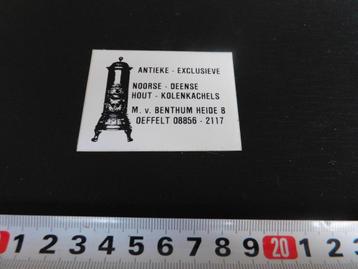 ANTIEKE - EXCLUSIEVE
NOORSE - DEENSE
HOUT - KOLENKACHELS
M. v. BENTHUM HEIDE 8
OEFFELT 08856 - 2117
1 2 3 4 5 6 7 8 9 20 1 2 3